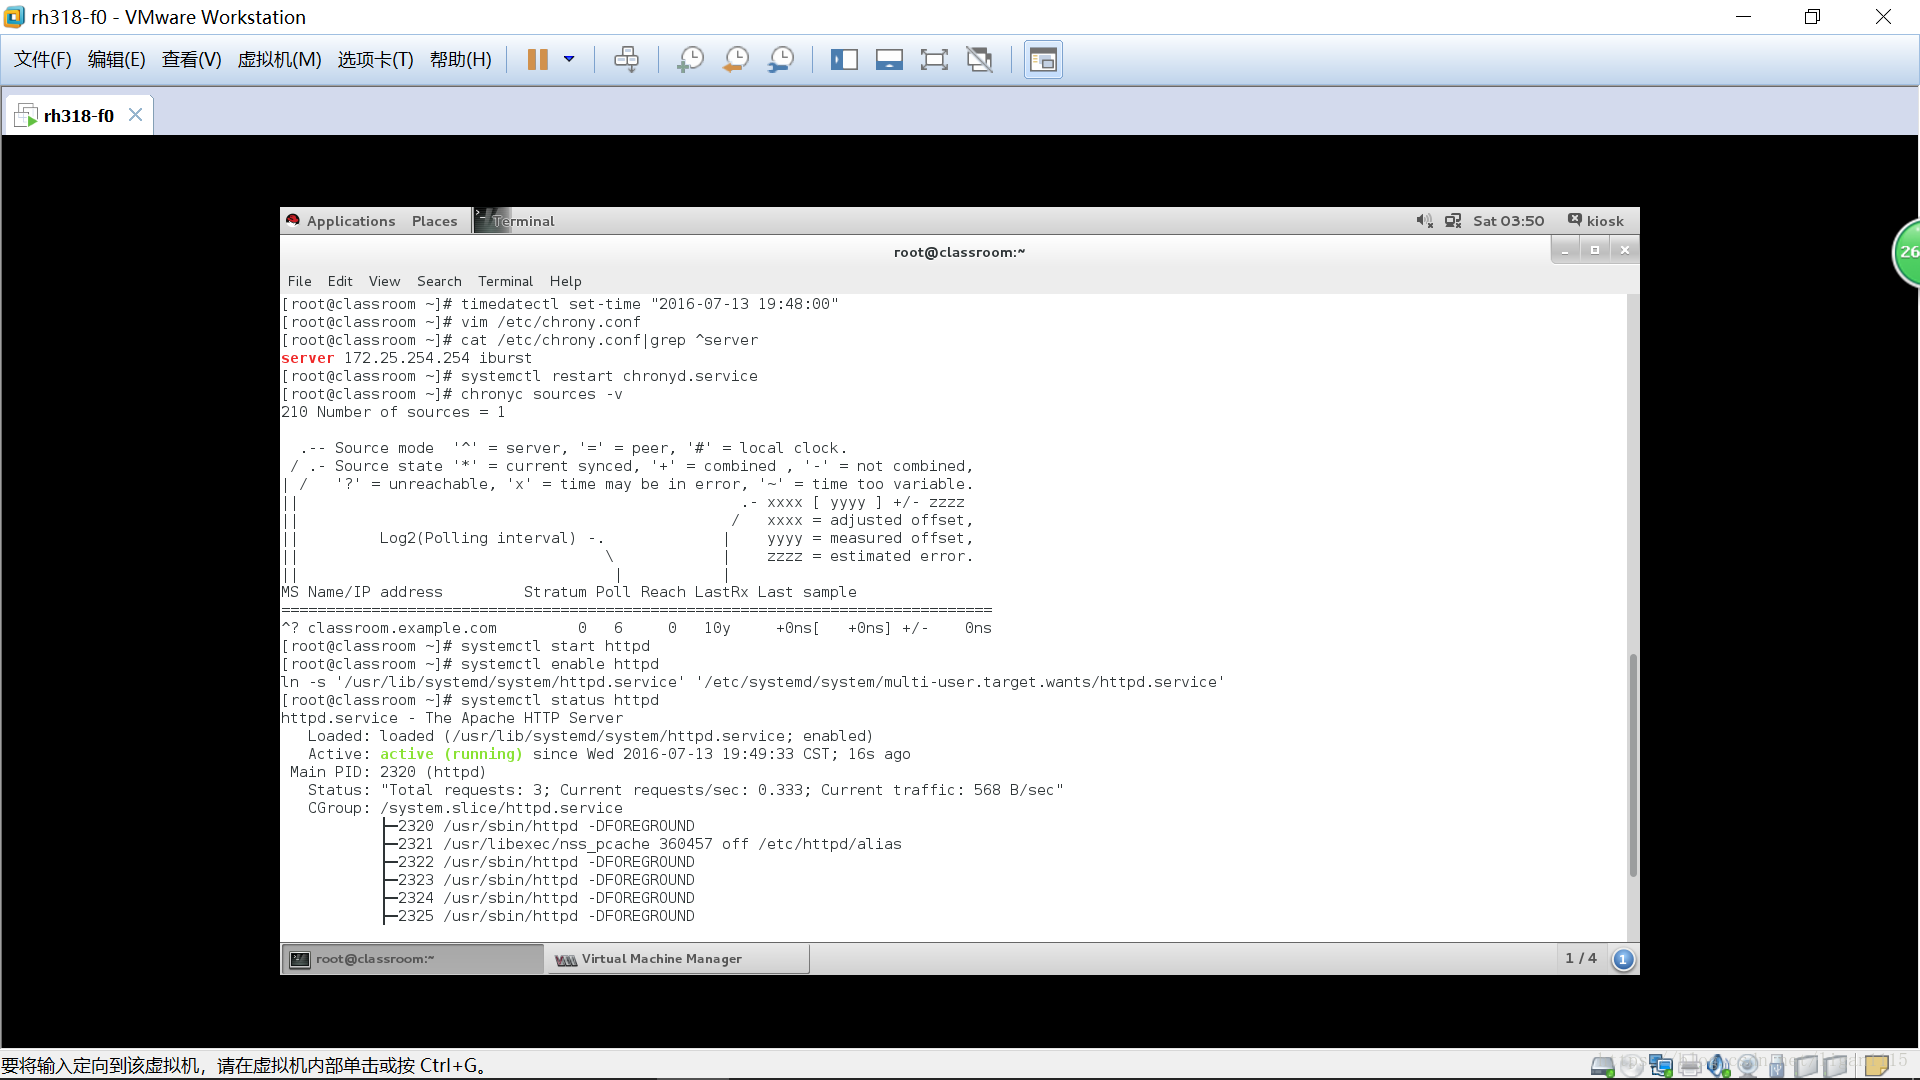 rh318-f0 - VMware Workstation
文件(F) 编辑(E) 查看(V) 虚拟机(M) 选项卡(T) 帮助(H)
rh318-f0
Applications Places Terminal Sat 03:50 kiosk
root@classroom:~
26
File Edit View Search Terminal Help
[root@classroom ~]# timedatectl set-time "2016-07-13 19:48:00"
[root@classroom ~]# vim /etc/chrony.conf
[root@classroom ~]# cat /etc/chrony.conf|grep ^server
server 172.25.254.254 iburst
[root@classroom ~]# systemctl restart chronyd.service
[root@classroom ~]# chronyc sources -v
210 Number of sources = 1
  .-- Source mode  '^' = server, '=' = peer, '#' = local clock.
 / .- Source state '*' = current synced, '+' = combined , '-' = not combined,
| /   '?' = unreachable, 'x' = time may be in error, '~' = time too variable.
||                                                 .- xxxx [ yyyy ] +/- zzzz
||                                                /   xxxx = adjusted offset,
||         Log2(Polling interval) -.             |    yyyy = measured offset,
||                                  \            |    zzzz = estimated error.
||                                   |           |
MS Name/IP address         Stratum Poll Reach LastRx Last sample
===============================================================================
^? classroom.example.com         0   6     0   10y     +0ns[   +0ns] +/-    0ns
[root@classroom ~]# systemctl start httpd
[root@classroom ~]# systemctl enable httpd
ln -s '/usr/lib/systemd/system/httpd.service' '/etc/systemd/system/multi-user.target.wants/httpd.service'
[root@classroom ~]# systemctl status httpd
httpd.service - The Apache HTTP Server
   Loaded: loaded (/usr/lib/systemd/system/httpd.service; enabled)
   Active: active (running) since Wed 2016-07-13 19:49:33 CST; 16s ago
 Main PID: 2320 (httpd)
   Status: "Total requests: 3; Current requests/sec: 0.333; Current traffic: 568 B/sec"
   CGroup: /system.slice/httpd.service
           ├─2320 /usr/sbin/httpd -DFOREGROUND
           ├─2321 /usr/libexec/nss_pcache 360457 off /etc/httpd/alias
           ├─2322 /usr/sbin/httpd -DFOREGROUND
           ├─2323 /usr/sbin/httpd -DFOREGROUND
           ├─2324 /usr/sbin/httpd -DFOREGROUND
           ├─2325 /usr/sbin/httpd -DFOREGROUND
root@classroom:~ Virtual Machine Manager 1 / 4 1
要将输入定向到该虚拟机，请在虚拟机内部单击或按 Ctrl+G。